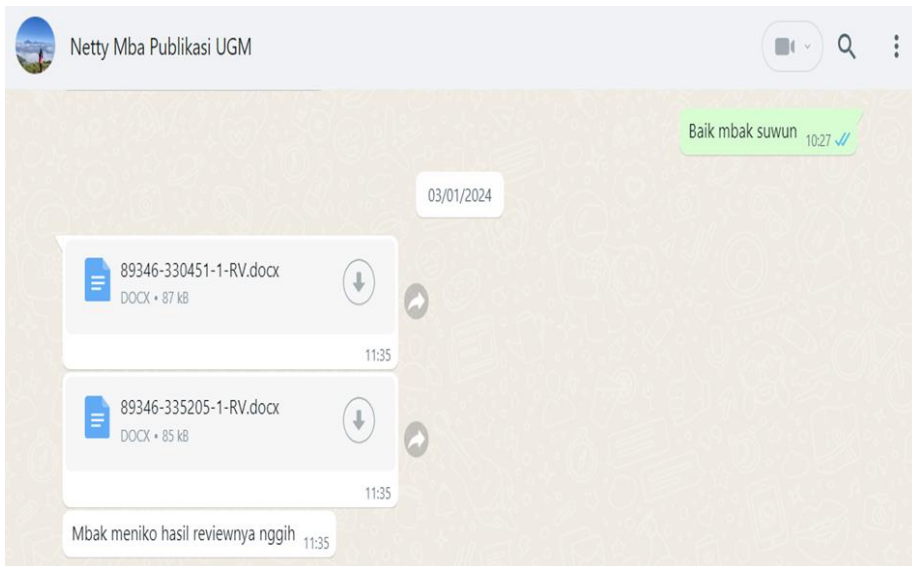 Netty Mba Publikasi UGM
Baik mbak suwun 10:27
03/01/2024
89346-330451-1-RV.docx
DOCX • 87 kB
11:35
89346-335205-1-RV.docx
DOCX • 85 kB
11:35
Mbak meniko hasil reviewnya nggih 11:35